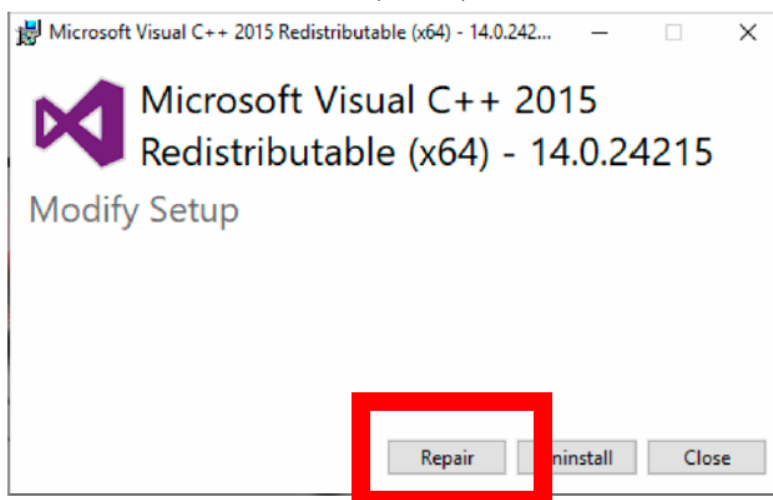 Microsoft Visual C++ 2015 Redistributable (x64) - 14.0.242...
Microsoft Visual C++ 2015
Redistributable (x64) - 14.0.24215
Modify Setup
Repair ninstall Close